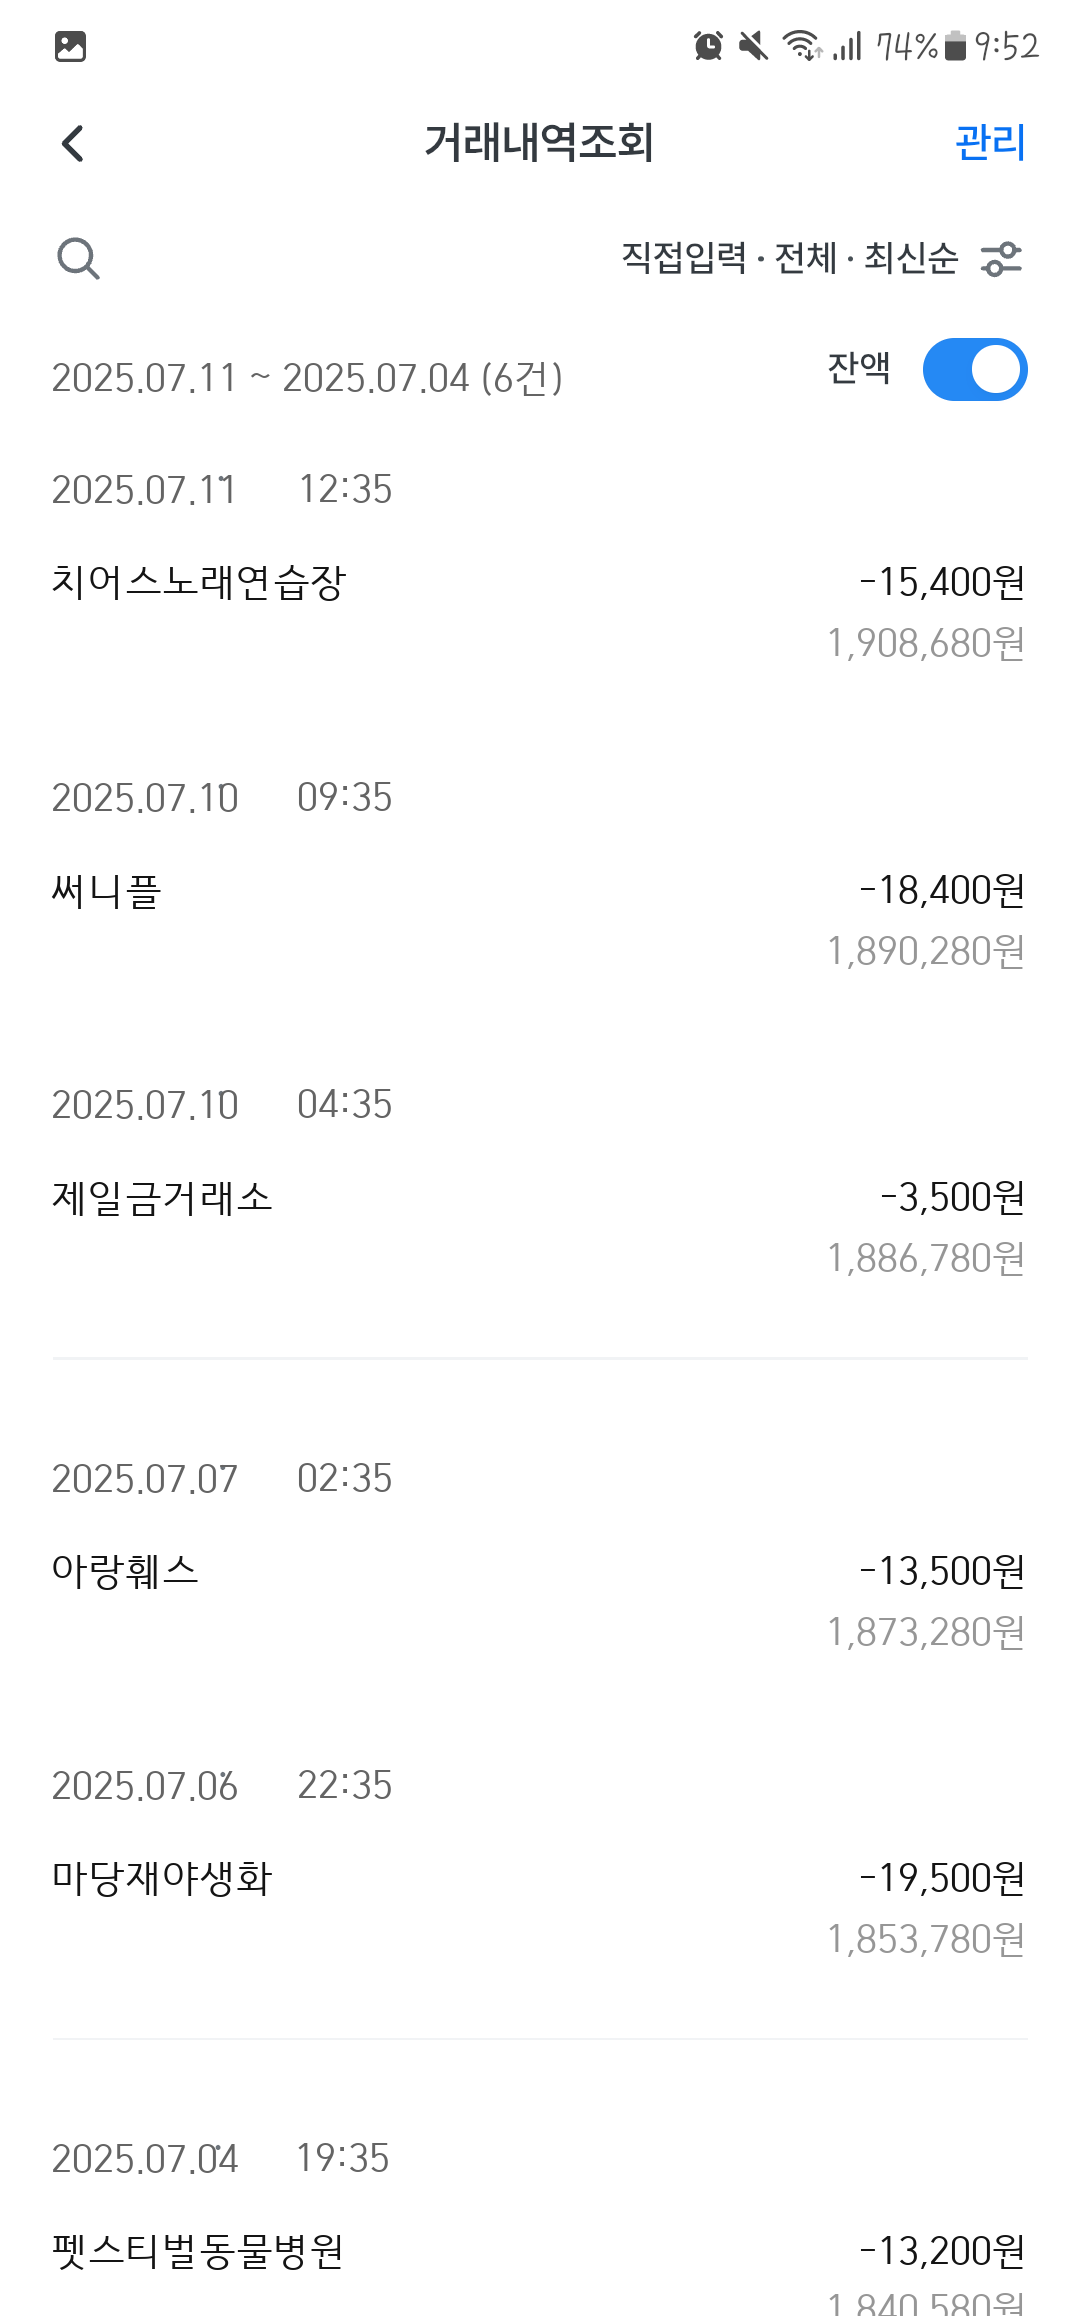 74% 9:52
거래내역조회 관리
직접입력 · 전체 · 최신순
2025.07.11 ~ 2025.07.04 (6건) 잔액
2025.07.11 12:35
치어스노래연습장 -15,400원
1,908,680원
2025.07.10 09:35
써니플 -18,400원
1,890,280원
2025.07.10 04:35
제일금거래소 -3,500원
1,886,780원
2025.07.07 02:35
아랑훼스 -13,500원
1,873,280원
2025.07.06 22:35
마당재야생화 -19,500원
1,853,780원
2025.07.04 19:35
펫스티벌동물병원 -13,200원
1,840,580원